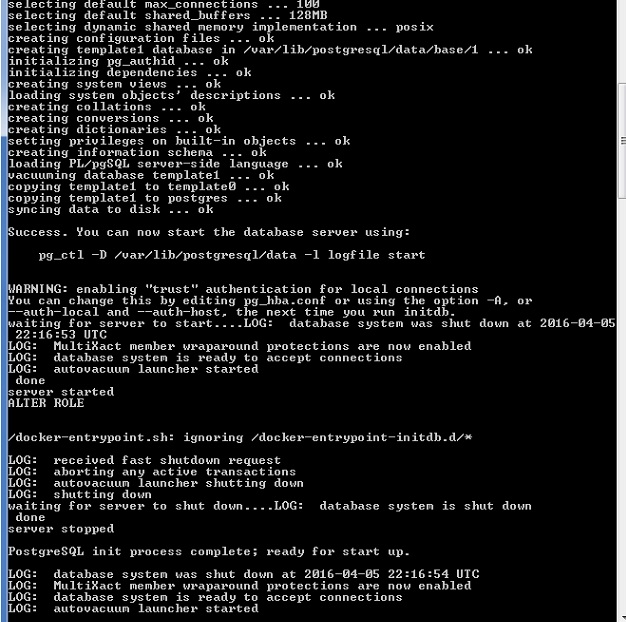 selecting default max_connections ... 100
selecting default shared_buffers ... 128MB
selecting dynamic shared memory implementation ... posix
creating configuration files ... ok
creating template1 database in /var/lib/postgresql/data/base/1 ... ok
initializing pg_authid ... ok
initializing dependencies ... ok
creating system views ... ok
loading system objects' descriptions ... ok
creating collations ... ok
creating conversions ... ok
creating dictionaries ... ok
setting privileges on built-in objects ... ok
creating information schema ... ok
loading PL/pgSQL server-side language ... ok
vacuuming database template1 ... ok
copying template1 to template0 ... ok
copying template1 to postgres ... ok
syncing data to disk ... ok
Success. You can now start the database server using:
pg_ctl -D /var/lib/postgresql/data -l logfile start
WARNING: enabling "trust" authentication for local connections
You can change this by editing pg_hba.conf or using the option -A, or
--auth-local and --auth-host, the next time you run initdb.
waiting for server to start....LOG:  database system was shut down at 2016-04-05
22:16:53 UTC
LOG:  MultiXact member wraparound protections are now enabled
LOG:  database system is ready to accept connections
LOG:  autovacuum launcher started
done
server started
ALTER ROLE
/docker-entrypoint.sh: ignoring /docker-entrypoint-initdb.d/*
LOG:  received fast shutdown request
LOG:  aborting any active transactions
LOG:  autovacuum launcher shutting down
LOG:  shutting down
waiting for server to shut down....LOG:  database system is shut down
done
server stopped
PostgreSQL init process complete; ready for start up.
LOG:  database system was shut down at 2016-04-05 22:16:54 UTC
LOG:  MultiXact member wraparound protections are now enabled
LOG:  database system is ready to accept connections
LOG:  autovacuum launcher started